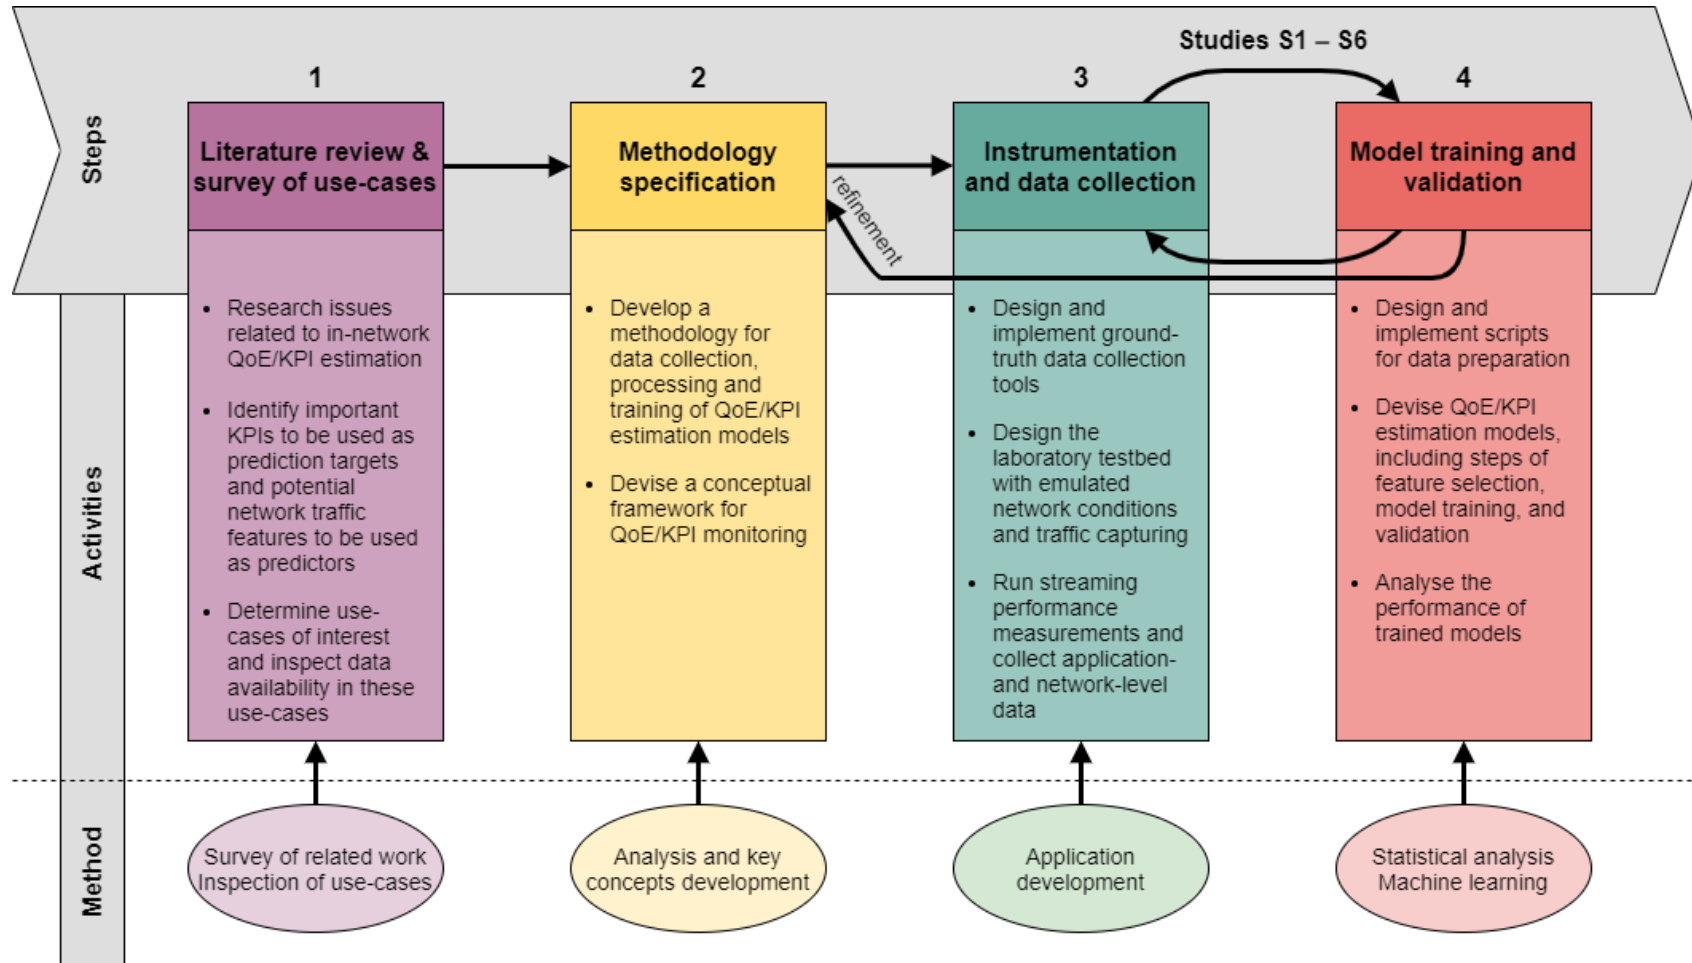 Studies S1 – S6
1
2
3
4
Steps
Literature review &
survey of use-cases
Methodology
specification
refinement
Instrumentation
and data collection
Model training and
validation
Activities
• Research issues
related to in-network
QoE/KPI estimation
• Identify important
KPIs to be used as
prediction targets
and potential
network traffic
features to be used
as predictors
• Determine use-
cases of interest
and inspect data
availability in these
use-cases
• Develop a
methodology for
data collection,
processing and
training of QoE/KPI
estimation models
• Devise a conceptual
framework for
QoE/KPI monitoring
• Design and
implement ground-
truth data collection
tools
• Design the
laboratory testbed
with emulated
network conditions
and traffic capturing
• Run streaming
performance
measurements and
collect application-
and network-level
data
• Design and
implement scripts
for data preparation
• Devise QoE/KPI
estimation models,
including steps of
feature selection,
model training, and
validation
• Analyse the
performance of
trained models
Method
Survey of related work
Inspection of use-cases
Analysis and key
concepts development
Application
development
Statistical analysis
Machine learning